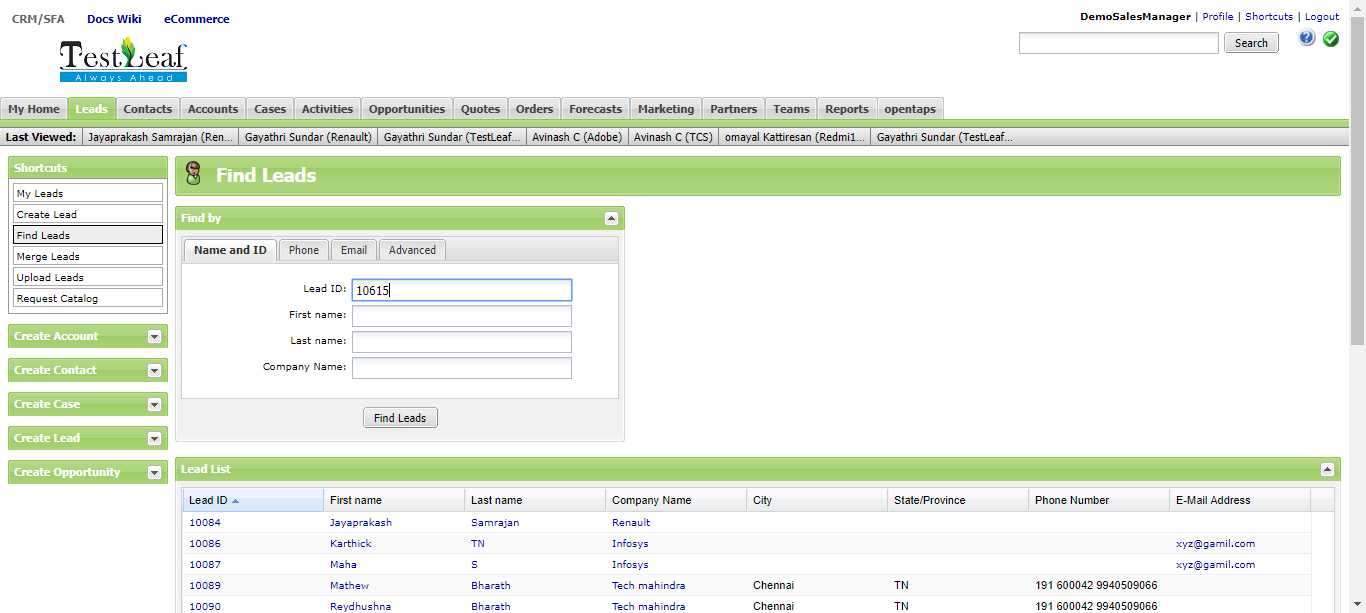 CRM/SFA Docs Wiki eCommerce
DemoSalesManager | Profile | Shortcuts | Logout
TestLeaf
Always Ahead
Search
My Home Leads Contacts Accounts Cases Activities Opportunities Quotes Orders Forecasts Marketing Partners Teams Reports opentaps
Last Viewed: Jayaprakash Samrajan (Ren... Gayathri Sundar (Renault) Gayathri Sundar (TestLeaf... Avinash C (Adobe) Avinash C (TCS) omayal Kattiresan (Redmi1... Gayathri Sundar (TestLeaf...
Shortcuts
My Leads
Create Lead
Find Leads
Merge Leads
Upload Leads
Request Catalog
Create Account
Create Contact
Create Case
Create Lead
Create Opportunity
Find Leads
Find by
Name and ID Phone Email Advanced
Lead ID: 10615
First name:
Last name:
Company Name:
Find Leads
Lead List
Lead ID First name Last name Company Name City State/Province Phone Number E-Mail Address
10084 Jayaprakash Samrajan Renault
10086 Karthick TN Infosys xyz@gamil.com
10087 Maha S Infosys xyz@gamil.com
10089 Mathew Bharath Tech mahindra Chennai TN 191 600042 9940509066
10090 Reydhushna Bharath Tech mahindra Chennai TN 191 600042 9940509066